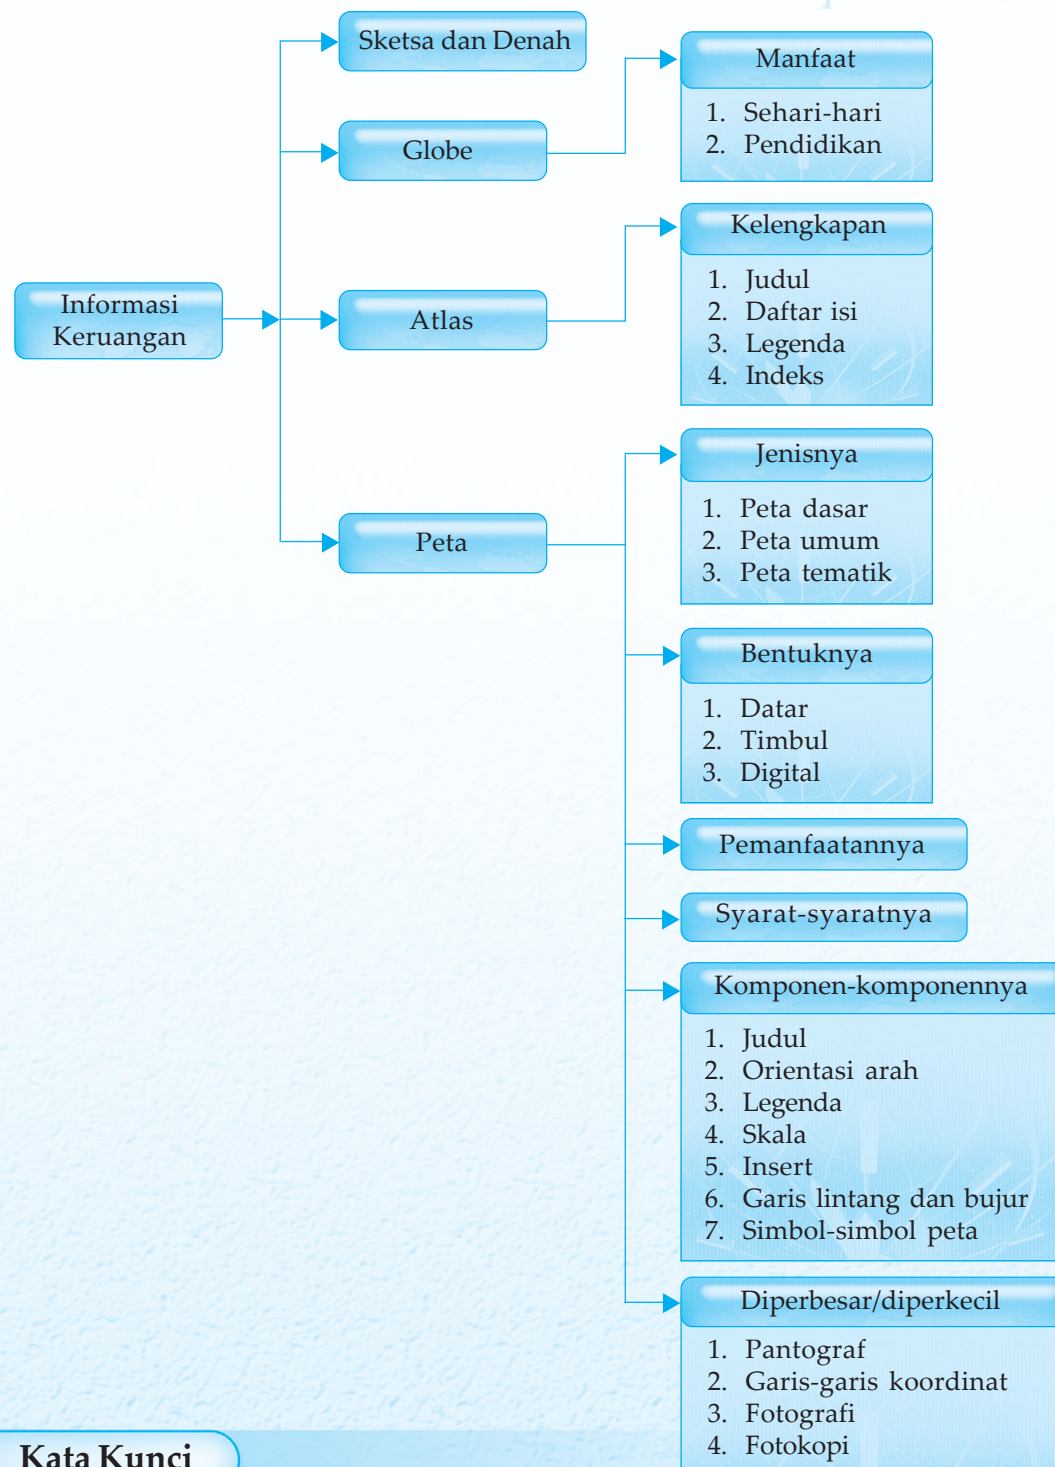 Sketsa dan Denah
Manfaat
1. Sehari-hari
2. Pendidikan
Globe
Kelengkapan
1. Judul
2. Daftar isi
3. Legenda
4. Indeks
Informasi
Keruangan
Atlas
Jenisnya
1. Peta dasar
2. Peta umum
3. Peta tematik
Peta
Bentuknya
1. Datar
2. Timbul
3. Digital
Pemanfaatannya
Syarat-syaratnya
Komponen-komponennya
1. Judul
2. Orientasi arah
3. Legenda
4. Skala
5. Insert
6. Garis lintang dan bujur
7. Simbol-simbol peta
Diperbesar/diperkecil
1. Pantograf
2. Garis-garis koordinat
3. Fotografi
4. Fotokopi
Kata Kunci